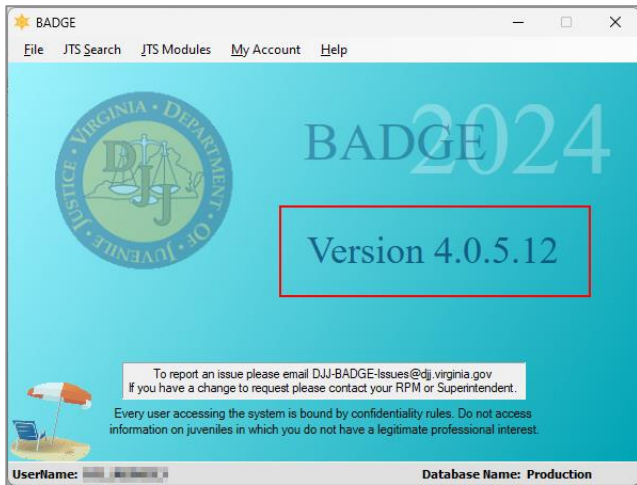 BADGE
File JTS Search JTS Modules My Account Help
VIRGINIA • DEPARTMENT • OF JUVENILE • JUSTICE •
DJJ
BADGE 2024
Version 4.0.5.12
To report an issue please email DJJ-BADGE-Issues@djj.virginia.gov
If you have a change to request please contact your RPM or Superintendent.
Every user accessing the system is bound by confidentiality rules. Do not access
information on juveniles in which you do not have a legitimate professional interest.
UserName: Database Name: Production